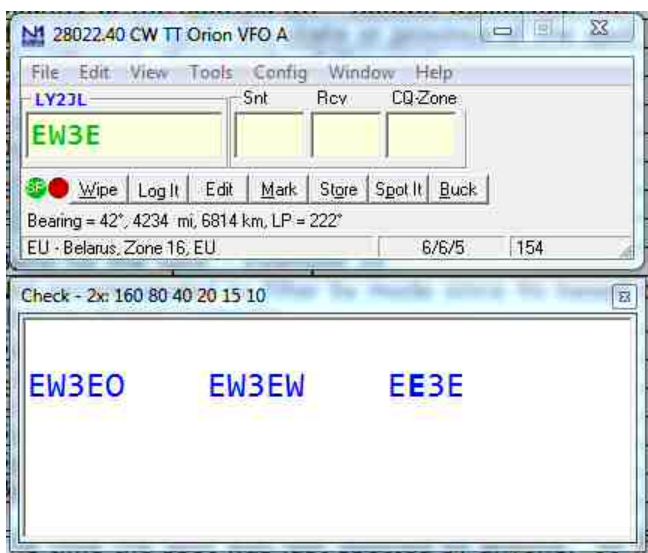 28022.40 CW TT Orion VFO A
File Edit View Tools Config Window Help
LY2JL Snt Rcv CQ-Zone
EW3E
SP Wipe Log It Edit Mark Store Spot It Buck
Bearing = 42°, 4234 mi, 6814 km, LP = 222°
EU - Belarus, Zone 16, EU 6/6/5 154
Check - 2x: 160 80 40 20 15 10
EW3EO EW3EW EE3E